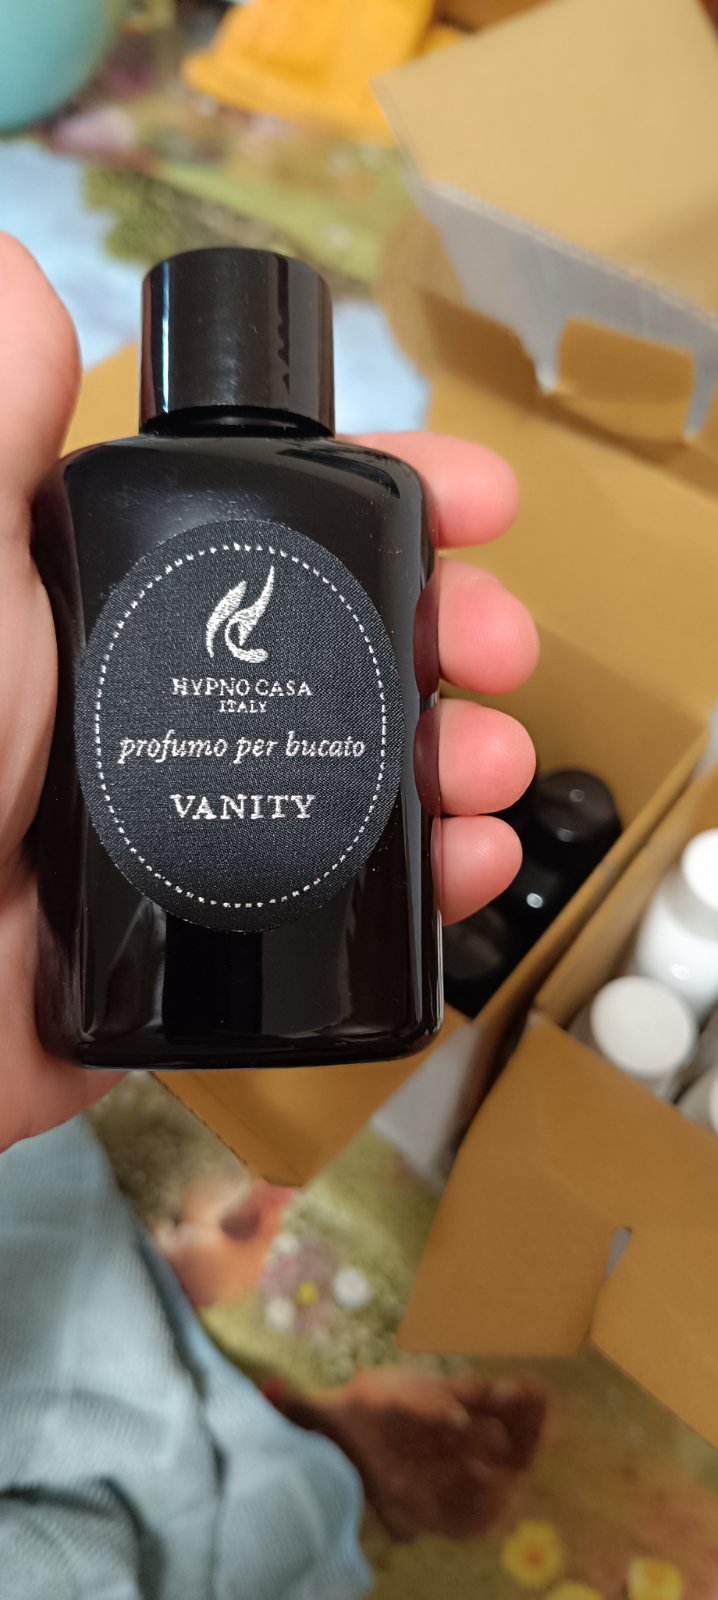 HYPNO CASA
ITALY
profumo per bucato
VANITY